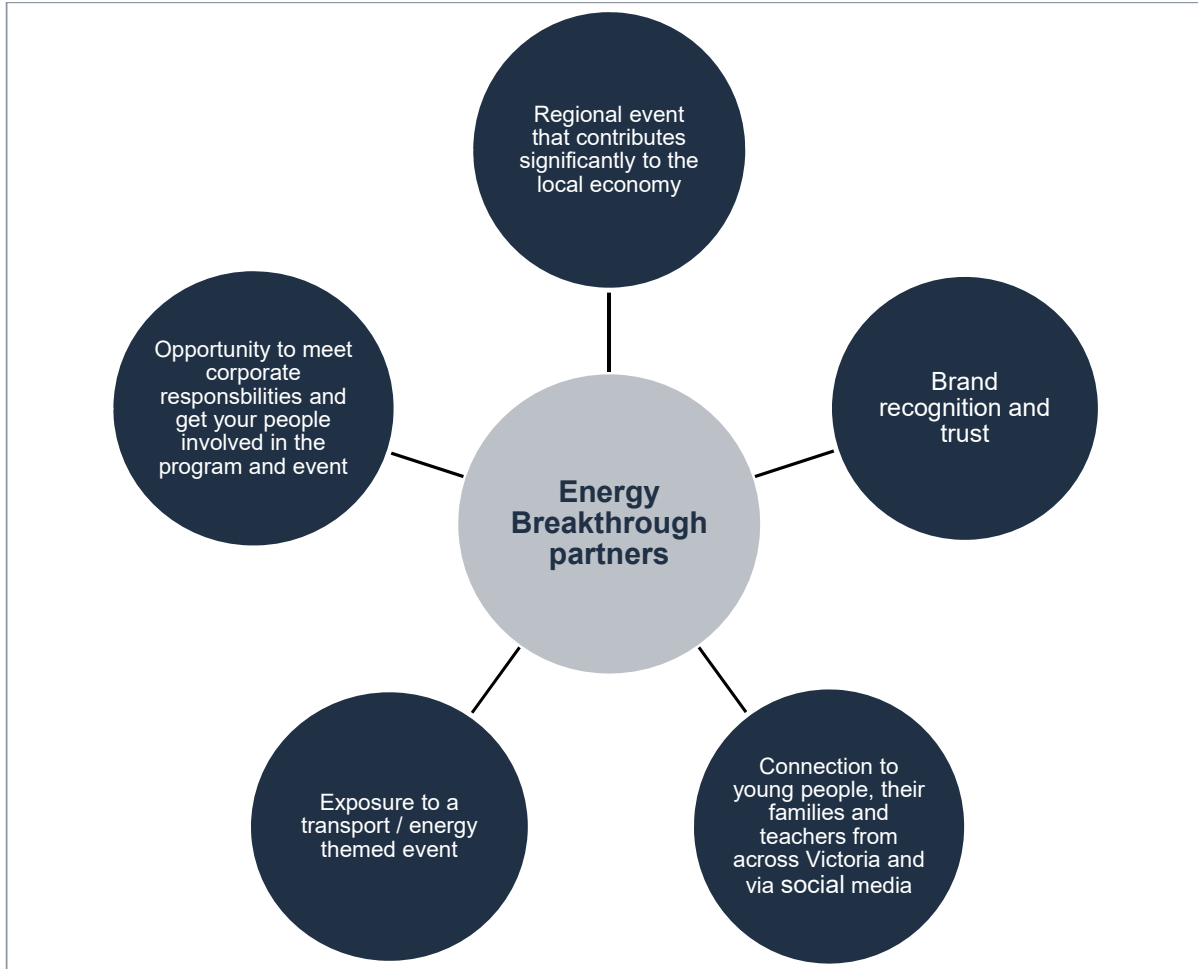 Regional event
that contributes
significantly to the
local economy
Brand
recognition and
trust
Connection to
young people, their
families and
teachers from
across Victoria and
via social media
Exposure to a
transport / energy
themed event
Opportunity to meet
corporate
responsbilities and
get your people
involved in the
program and event
Energy
Breakthrough
partners